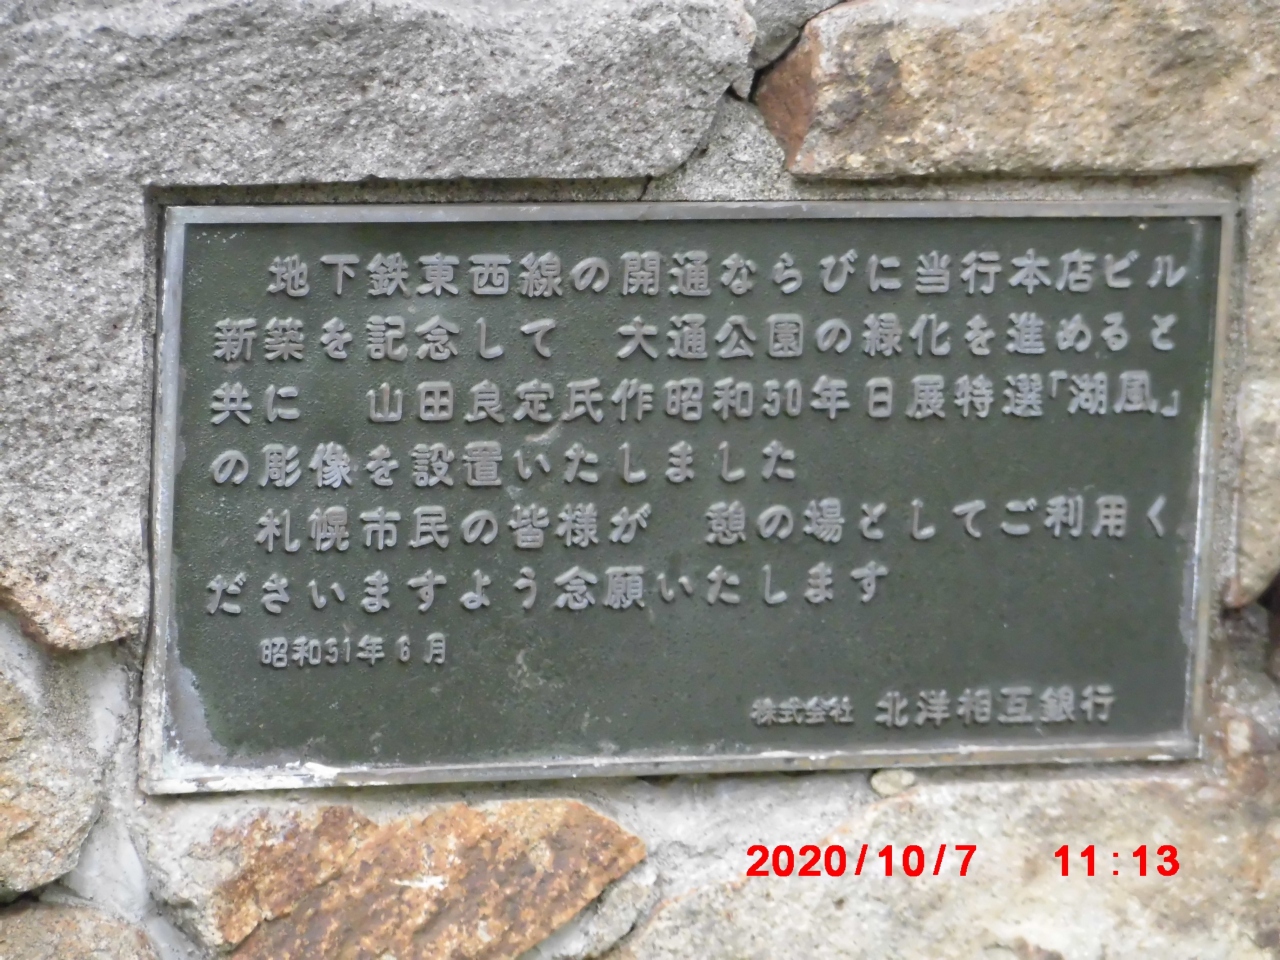 地下鉄東西線の開通ならびに当行本店ビル
新築を記念して　大通公園の緑化を進めると
共に　山田良定氏作昭和50年日展特選「湖風」
の彫像を設置いたしました
札幌市民の皆様が　憩の場としてご利用く
ださいますよう念願いたします
昭和51年6月
株式会社 北洋相互銀行
2020/10/7 11:13